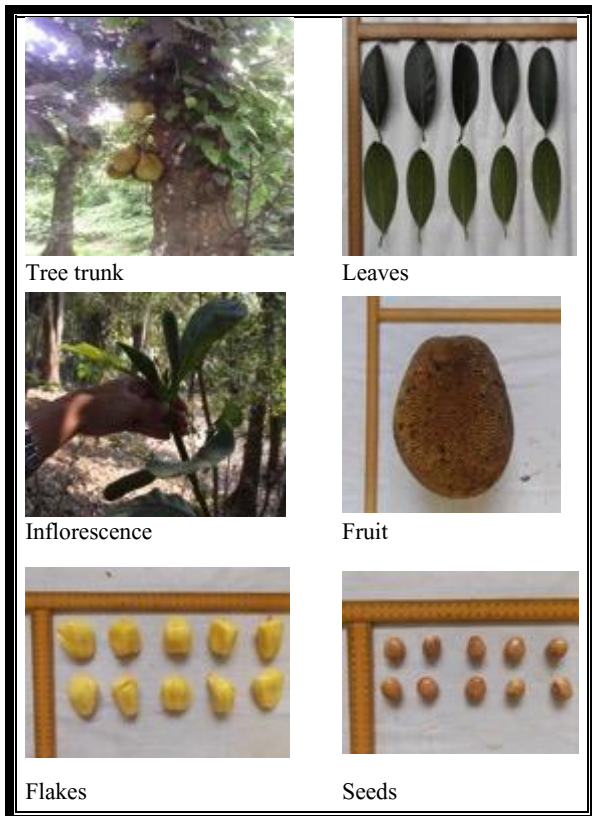 Tree trunk
Leaves
Inflorescence
Fruit
Flakes
Seeds